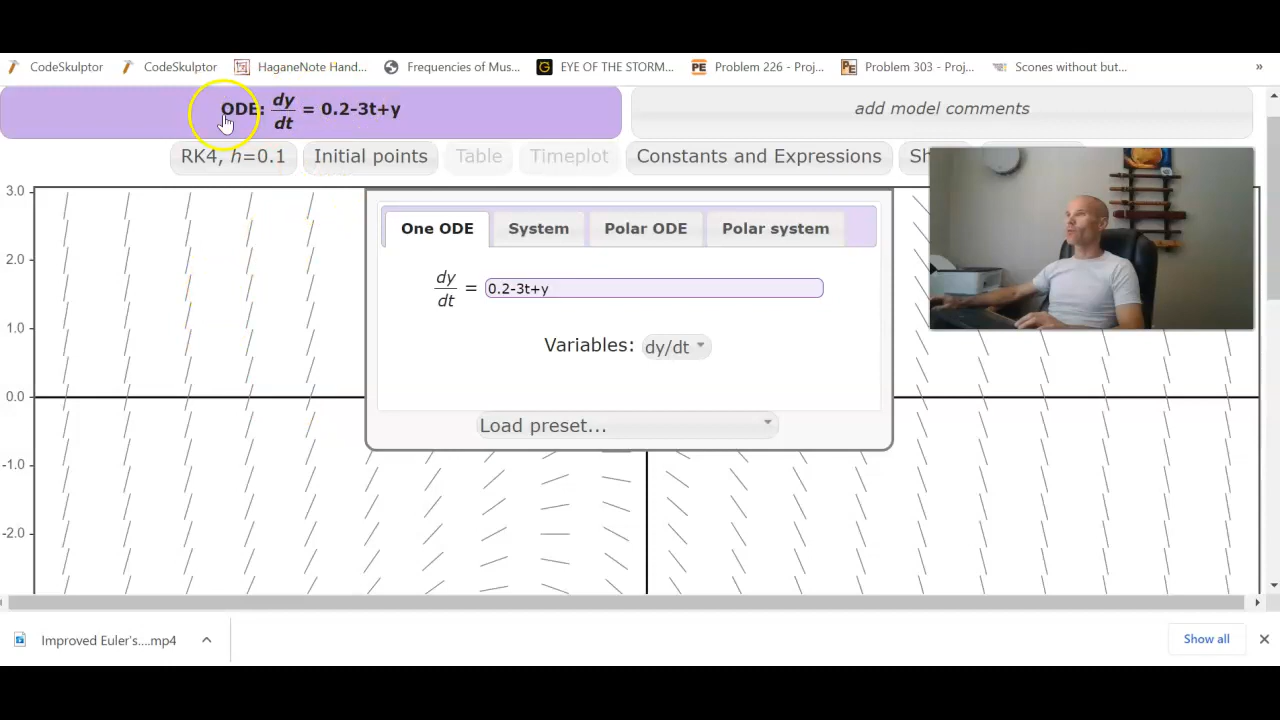 CodeSkulptor CodeSkulptor HaganeNote Hand... Frequencies of Mus... EYE OF THE STORM... Problem 226 - Proj... Problem 303 - Proj... Scones without but... »
ODE: dy/dt = 0.2-3t+y
add model comments
RK4, h=0.1 Initial points Table Timeplot Constants and Expressions
One ODE System Polar ODE Polar system
dy/dt = 0.2-3t+y
Variables: dy/dt
Load preset...
3.0
2.0
1.0
0.0
-1.0
-2.0
Improved Euler's....mp4
Show all